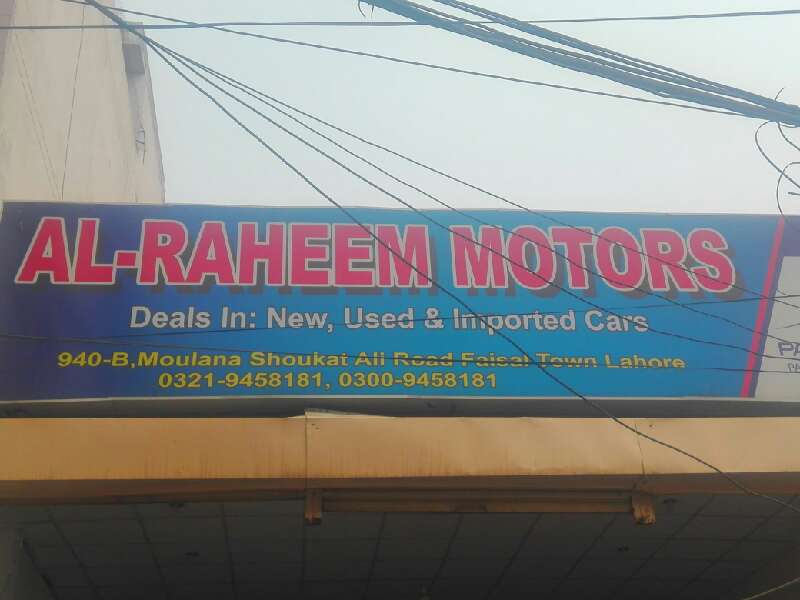 AL-RAHEEM MOTORS
Deals In: New, Used & Imported Cars
940-B,Moulana Shoukat Ali Road Faisal Town Lahore
0321-9458181, 0300-9458181